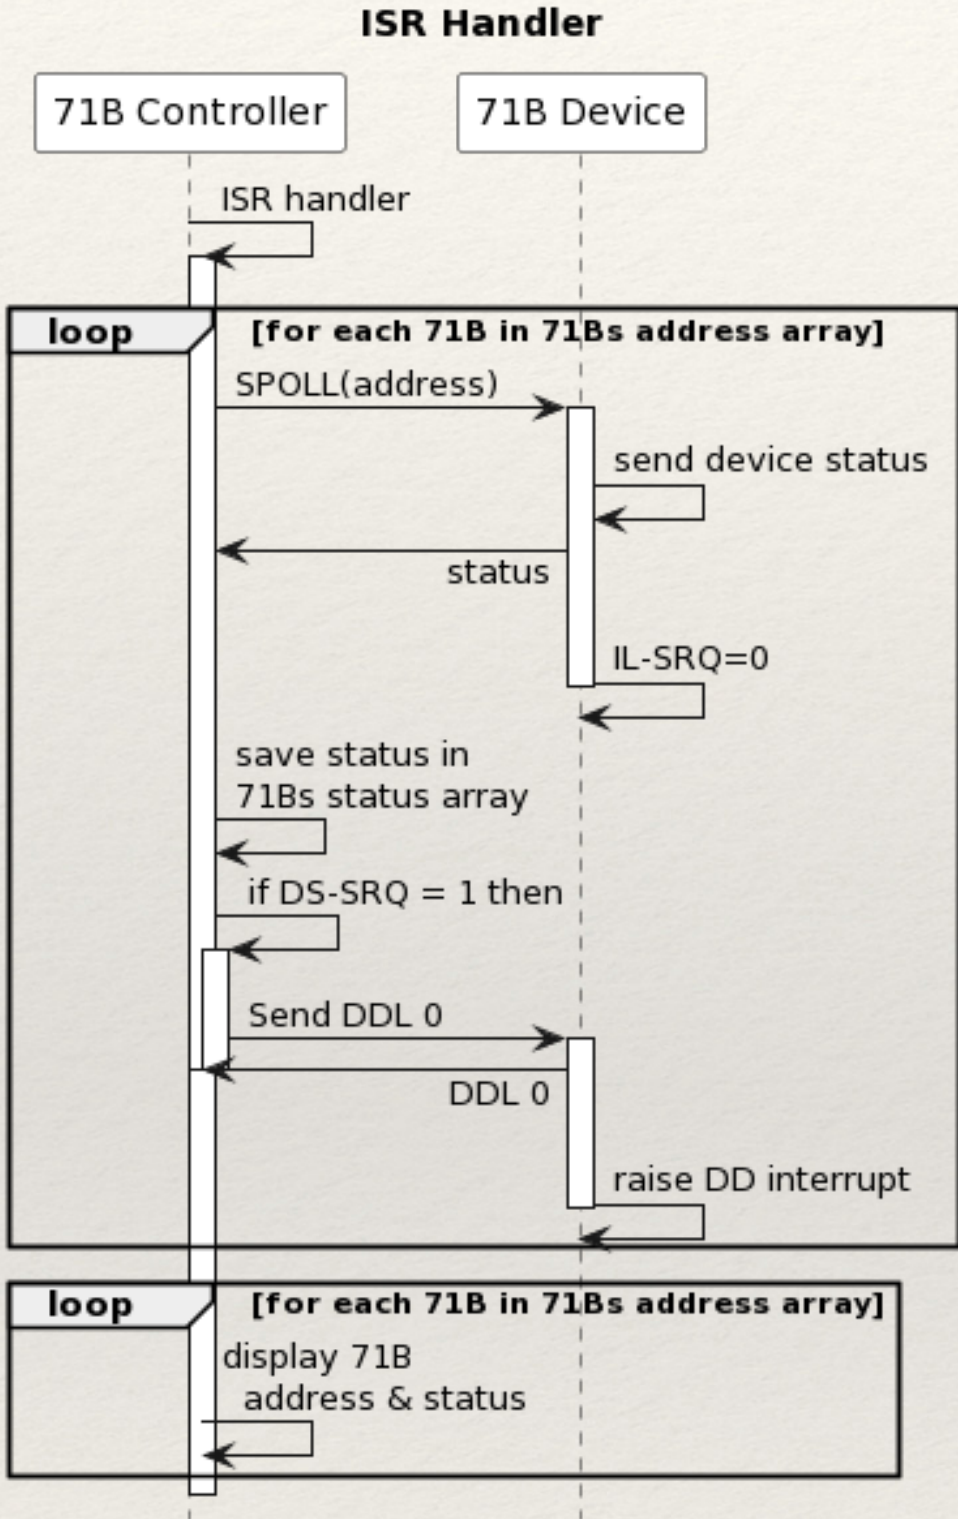 ISR Handler
71B Controller
71B Device
ISR handler
loop
[for each 71B in 71Bs address array]
SPOLL(address)
send device status
status
IL-SRQ=0
save status in
71Bs status array
if DS-SRQ = 1 then
Send DDL 0
DDL 0
raise DD interrupt
loop
[for each 71B in 71Bs address array]
display 71B
address & status